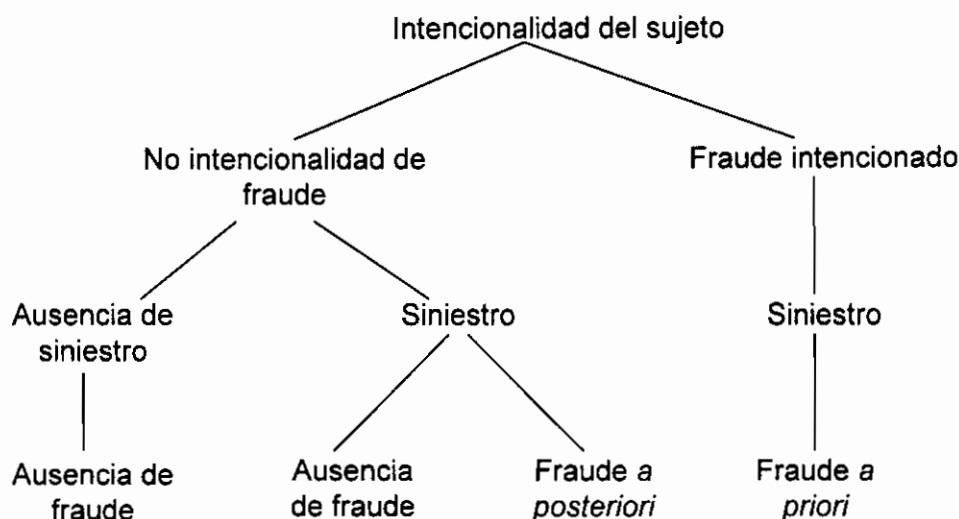 Intencionalidad del sujeto
No intencionalidad de
fraude
Fraude intencionado
Ausencia de
siniestro
Siniestro
Siniestro
Ausencia de
fraude
Ausencia
de fraude
Fraude a
posteriori
Fraude a
priori